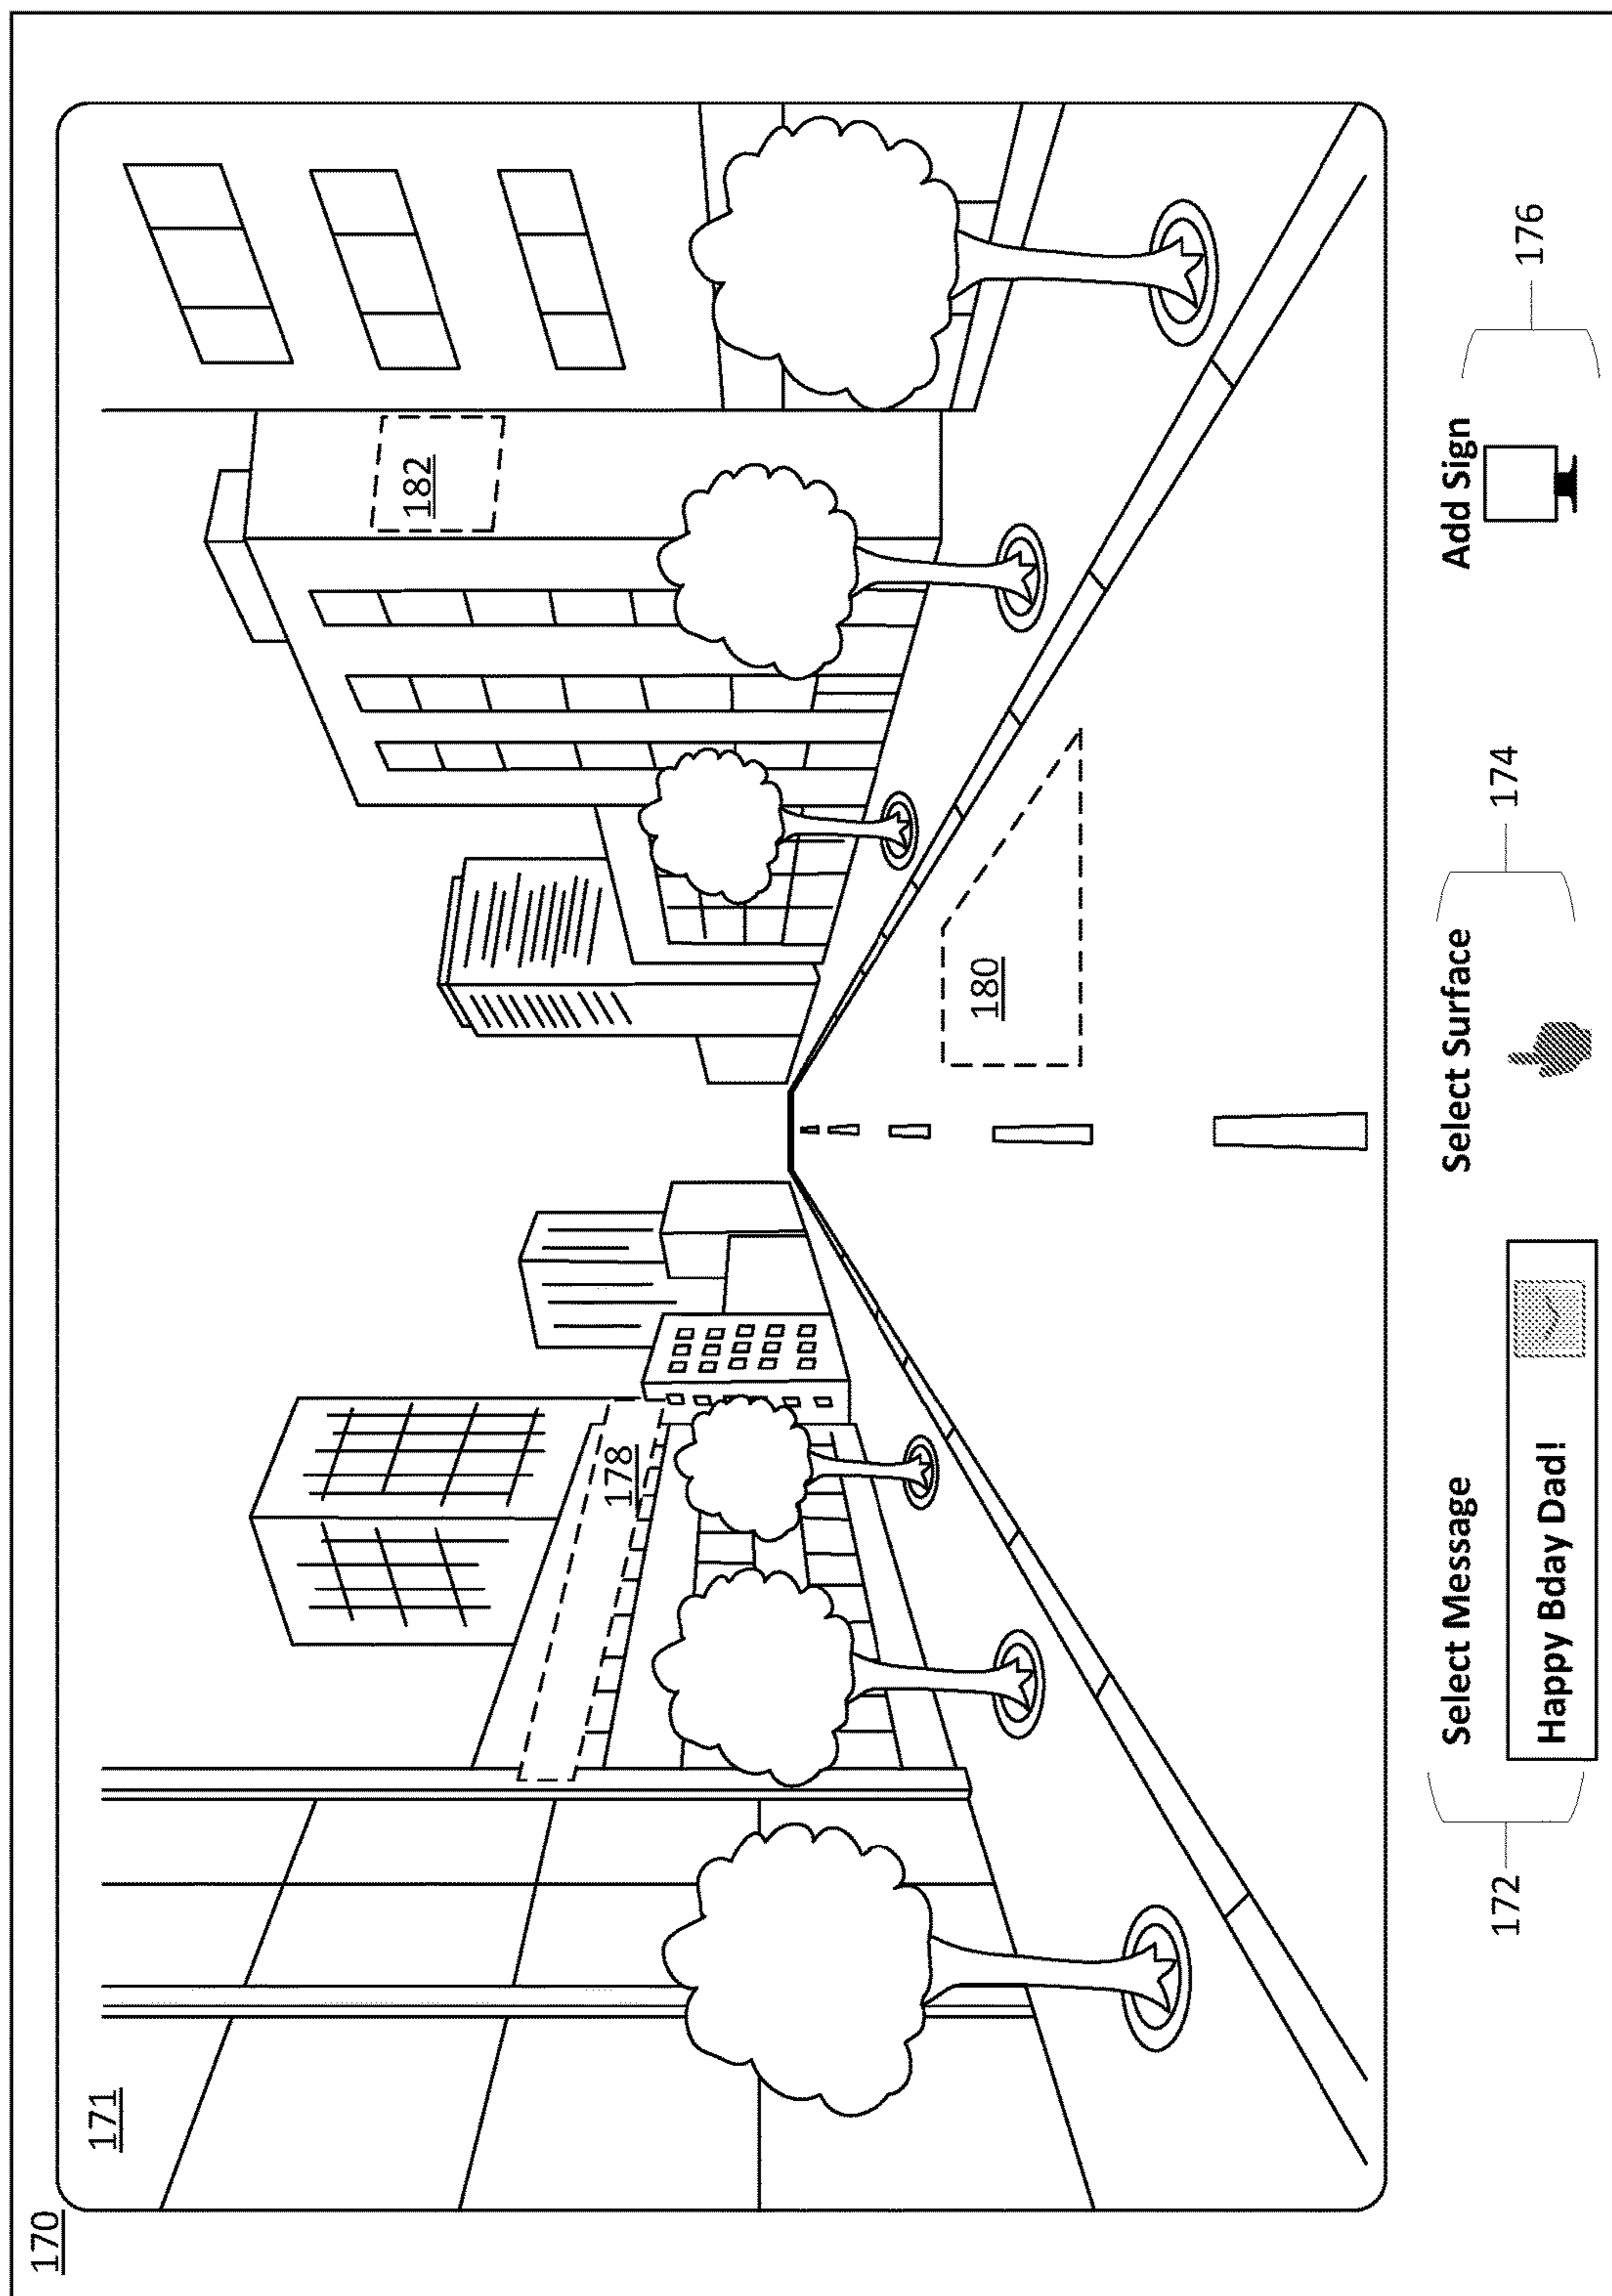 170
171
182
178
180
Select Message
Select Surface
Add Sign
Happy Bday Dad!
172
174
176